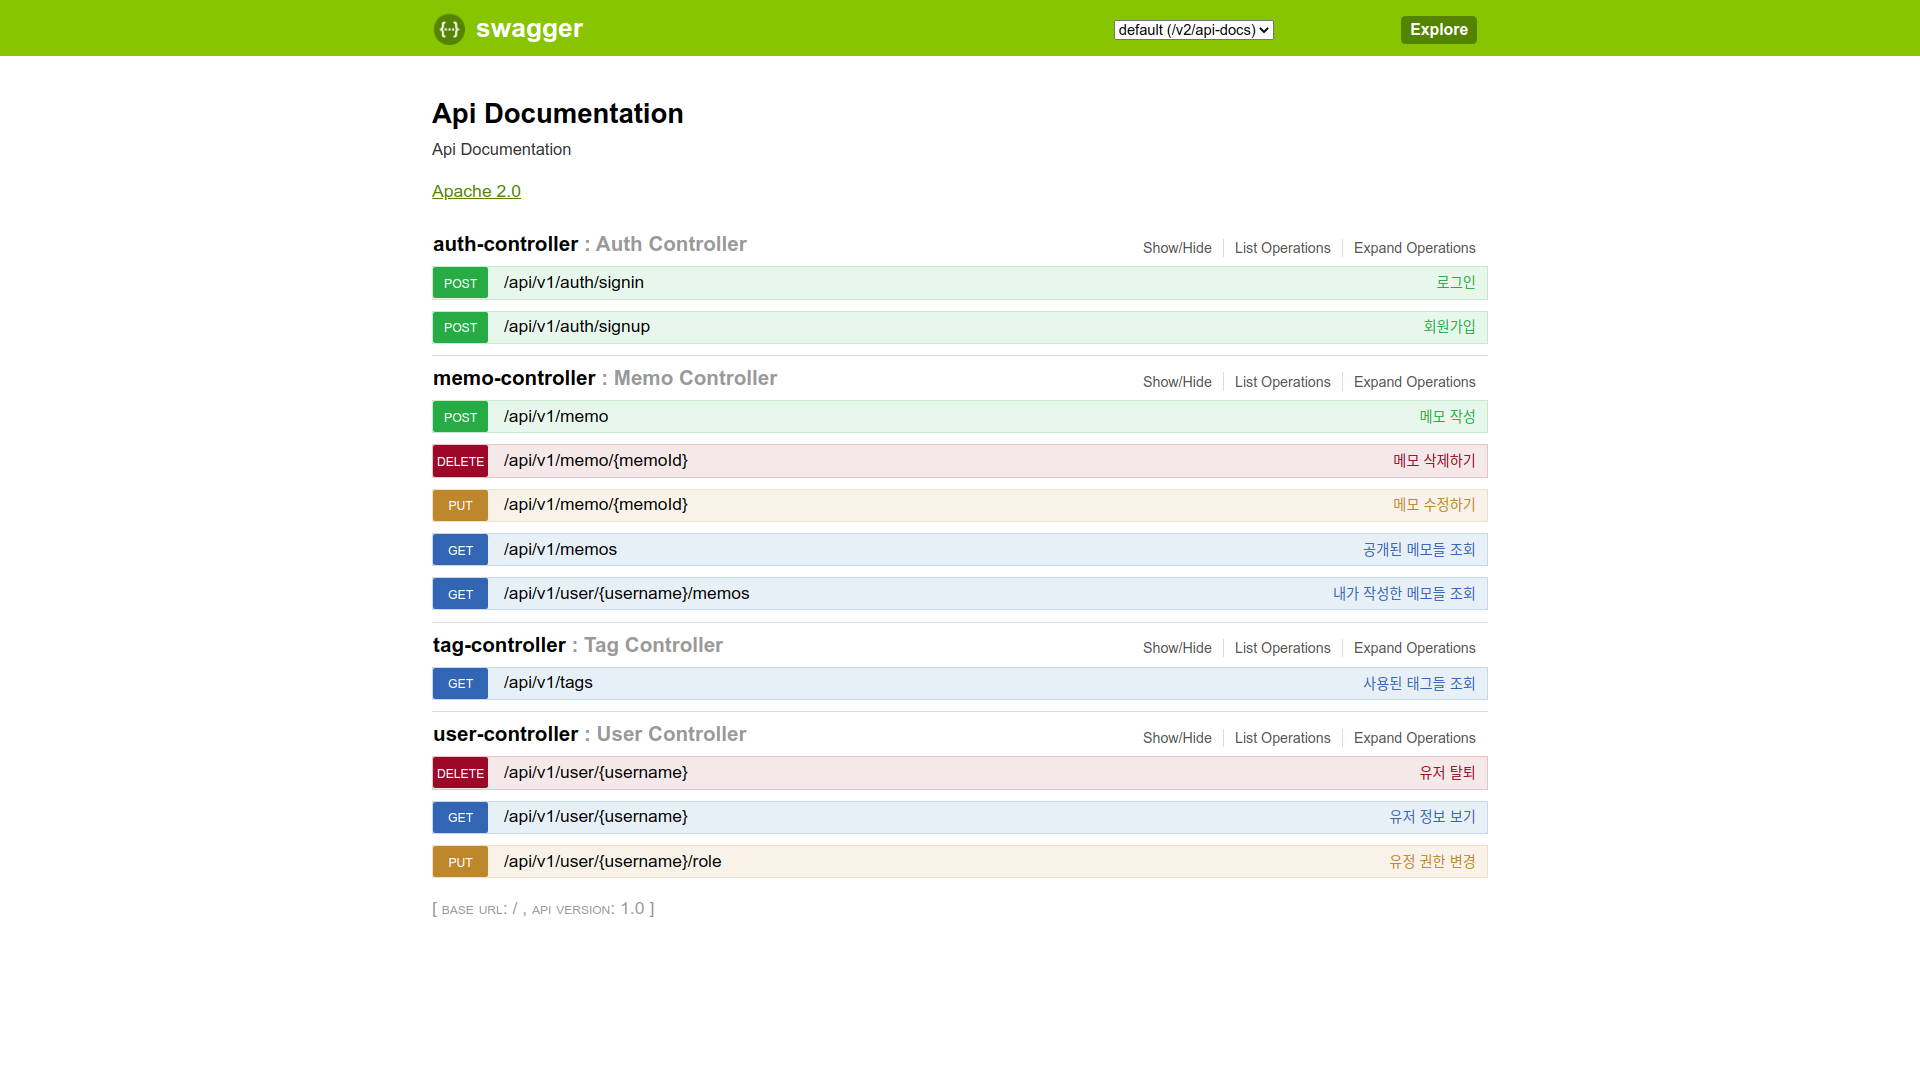 swagger default (/v2/api-docs) Explore
Api Documentation
Api Documentation
Apache 2.0
auth-controller : Auth Controller Show/Hide List Operations Expand Operations
POST /api/v1/auth/signin 로그인
POST /api/v1/auth/signup 회원가입
memo-controller : Memo Controller Show/Hide List Operations Expand Operations
POST /api/v1/memo 메모 작성
DELETE /api/v1/memo/{memoId} 메모 삭제하기
PUT /api/v1/memo/{memoId} 메모 수정하기
GET /api/v1/memos 공개된 메모들 조회
GET /api/v1/user/{username}/memos 내가 작성한 메모들 조회
tag-controller : Tag Controller Show/Hide List Operations Expand Operations
GET /api/v1/tags 사용된 태그들 조회
user-controller : User Controller Show/Hide List Operations Expand Operations
DELETE /api/v1/user/{username} 유저 탈퇴
GET /api/v1/user/{username} 유저 정보 보기
PUT /api/v1/user/{username}/role 유정 권한 변경
[ BASE URL: / , API VERSION: 1.0 ]